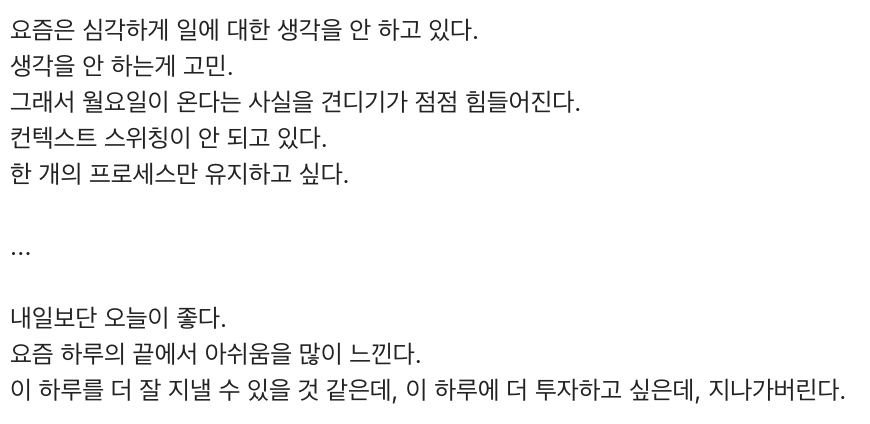 요즘은 심각하게 일에 대한 생각을 안 하고 있다.
생각을 안 하는게 고민.
그래서 월요일이 온다는 사실을 견디기가 점점 힘들어진다.
컨텍스트 스위칭이 안 되고 있다.
한 개의 프로세스만 유지하고 싶다.
...
내일보단 오늘이 좋다.
요즘 하루의 끝에서 아쉬움을 많이 느낀다.
이 하루를 더 잘 지낼 수 있을 것 같은데, 이 하루에 더 투자하고 싶은데, 지나가버린다.